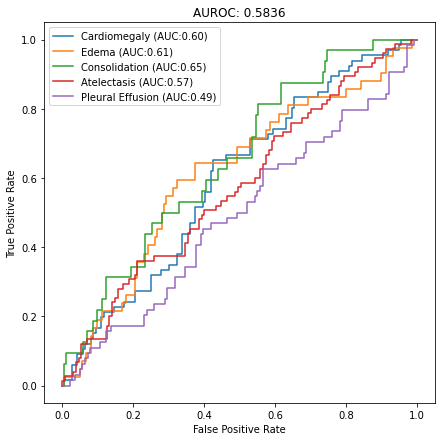 AUROC: 0.5836
Cardiomegaly (AUC:0.60)
Edema (AUC:0.61)
Consolidation (AUC:0.65)
Atelectasis (AUC:0.57)
Pleural Effusion (AUC:0.49)
True Positive Rate
1.0
0.8
0.6
0.4
0.2
0.0
0.0 0.2 0.4 0.6 0.8 1.0
False Positive Rate